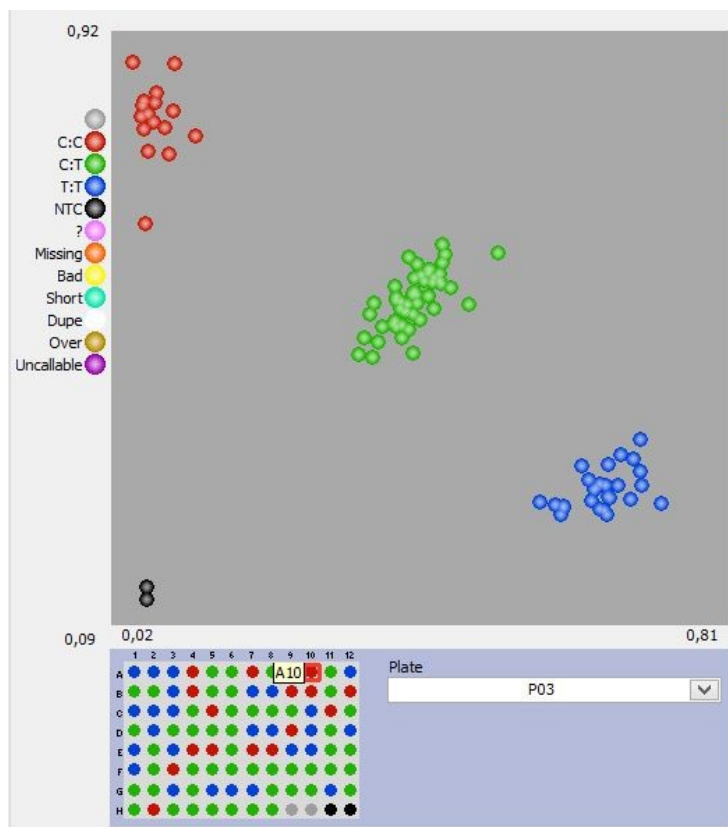 0,92
C:C
C:T
T:T
NTC
?
Missing
Bad
Short
Dupe
Over
Uncallable
0,09
0,02
0,81
1 2 3 4 5 6 7 8 9 10 11 12
A
A10
B
C
D
E
F
G
H
Plate
P03